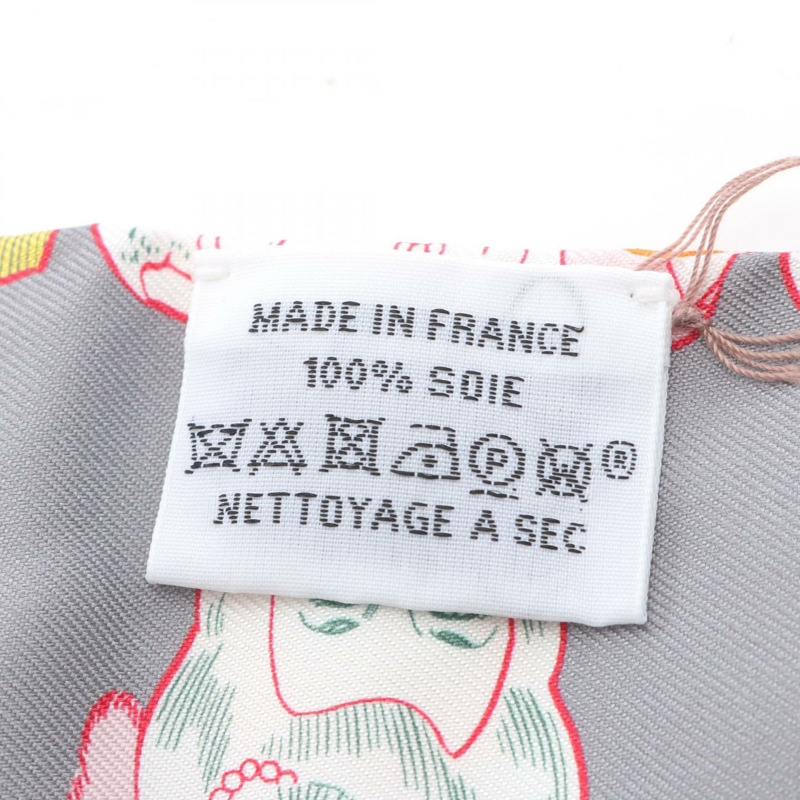 MADE IN FRANCE
100% SOIE
P W ®
NETTOYAGE A SEC